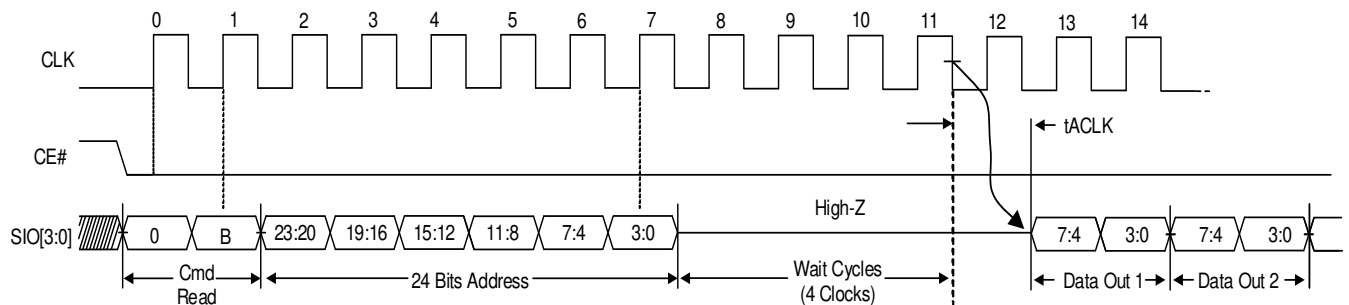 0 1 2 3 4 5 6 7 8 9 10 11 12 13 14
CLK
tACLK
CE#
High-Z
SIO[3:0] 0 B 23:20 19:16 15:12 11:8 7:4 3:0 7:4 3:0 7:4 3:0
Cmd Read
24 Bits Address
Wait Cycles (4 Clocks)
Data Out 1 Data Out 2